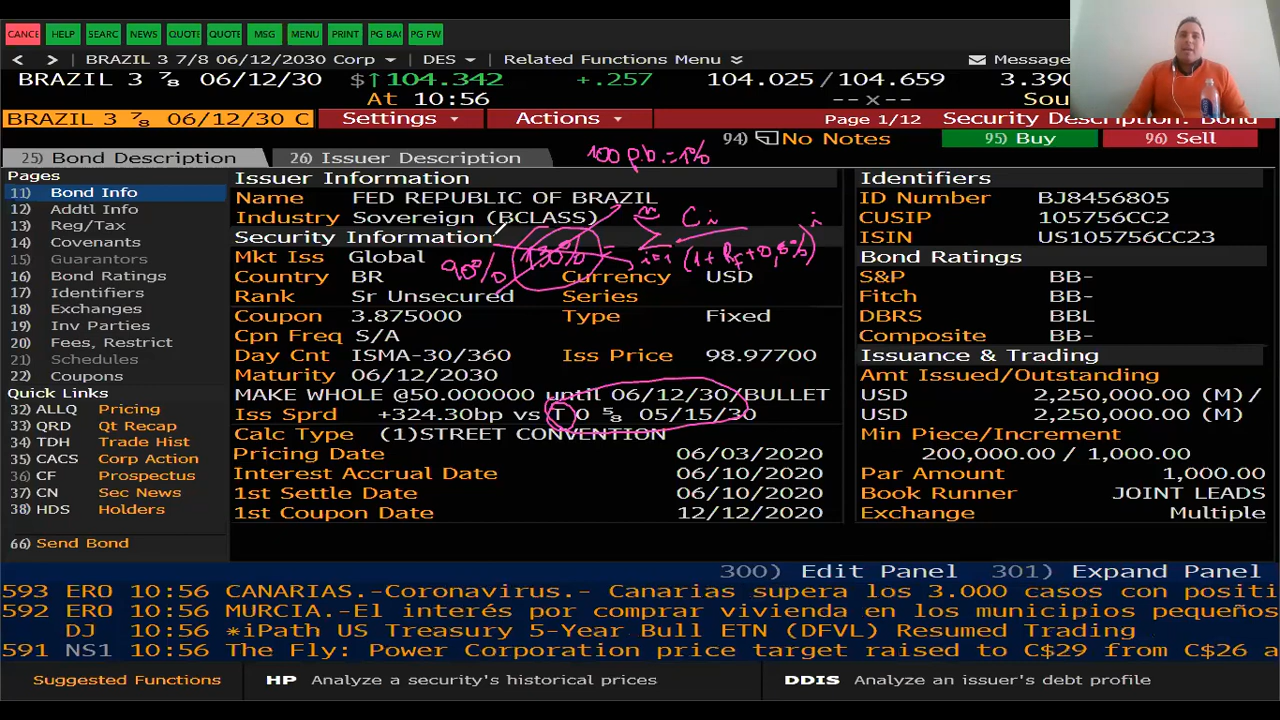 CANCE HELP SEARC NEWS QUOTE QUOTE MSG MENU PRINT PG BAC PG FW
< > BRAZIL 3 7/8 06/12/2030 Corp DES Related Functions Menu Message
BRAZIL 3 ⅞ 06/12/30 $↑104.342 +.257 104.025/104.659 3.390
At 10:56 --x-- Sou
BRAZIL 3 ⅞ 06/12/30 C Settings Actions Page 1/12 Security Description: Bond
94) No Notes 95) Buy 96) Sell
25) Bond Description 26) Issuer Description
100 p.b. = 1%
Pages
11) Bond Info
12) Addtl Info
13) Reg/Tax
14) Covenants
15) Guarantors
16) Bond Ratings
17) Identifiers
18) Exchanges
19) Inv Parties
20) Fees, Restrict
21) Schedules
22) Coupons
Quick Links
32) ALLQ Pricing
33) QRD Qt Recap
34) TDH Trade Hist
35) CACS Corp Action
36) CF Prospectus
37) CN Sec News
38) HDS Holders
66) Send Bond
Issuer Information
Name FED REPUBLIC OF BRAZIL
Industry Sovereign (BCLASS)
Security Information
Mkt Iss Global
Country BR Currency USD
Rank Sr Unsecured Series
Coupon 3.875000 Type Fixed
Cpn Freq S/A
Day Cnt ISMA-30/360 Iss Price 98.97700
Maturity 06/12/2030
MAKE WHOLE @50.000000 until 06/12/30/BULLET
Iss Sprd +324.30bp vs T 0 ⅝ 05/15/30
Calc Type (1)STREET CONVENTION
Pricing Date 06/03/2020
Interest Accrual Date 06/10/2020
1st Settle Date 06/10/2020
1st Coupon Date 12/12/2020
90%
Identifiers
ID Number BJ8456805
CUSIP 105756CC2
ISIN US105756CC23
Bond Ratings
S&P BB-
Fitch BB-
DBRS BBL
Composite BB-
Issuance & Trading
Amt Issued/Outstanding
USD 2,250,000.00 (M) /
USD 2,250,000.00 (M)
Min Piece/Increment
200,000.00 / 1,000.00
Par Amount 1,000.00
Book Runner JOINT LEADS
Exchange Multiple
300) Edit Panel 301) Expand Panel
593 ERO 10:56 CANARIAS.-Coronavirus.- Canarias supera los 3.000 casos con positi
592 ERO 10:56 MURCIA.-El interés por comprar vivienda en los municipios pequeños
DJ 10:56 *iPath US Treasury 5-Year Bull ETN (DFVL) Resumed Trading
591 NS1 10:56 The Fly: Power Corporation price target raised to C$29 from C$26 a
Suggested Functions HP Analyze a security's historical prices DDIS Analyze an issuer's debt profile